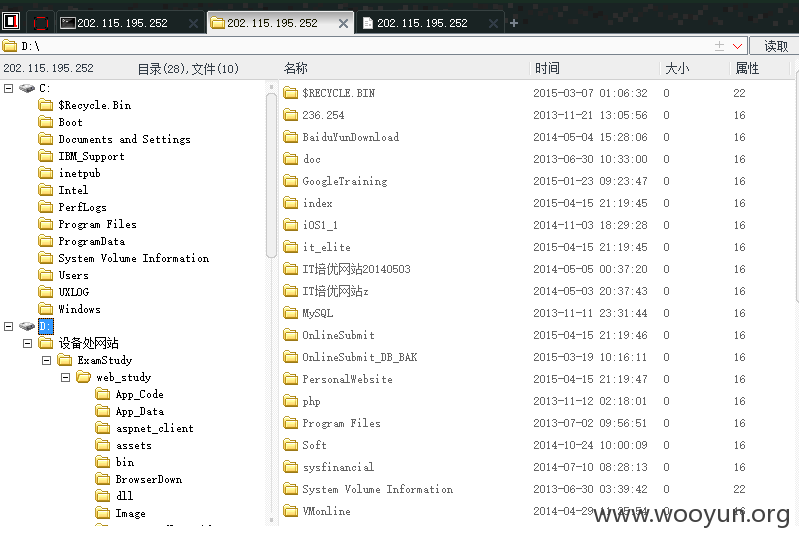 202.115.195.252 202.115.195.252 202.115.195.252
D:\ 读取
202.115.195.252 目录(28),文件(10) 名称 时间 大小 属性
C:
$Recycle.Bin
Boot
Documents and Settings
IBM_Support
inetpub
Intel
PerfLogs
Program Files
ProgramData
System Volume Information
Users
UXLOG
Windows
D:
设备处网站
ExamStudy
web_study
App_Code
App_Data
aspnet_client
assets
bin
BrowserDown
dll
Image
$RECYCLE.BIN 2015-03-07 01:06:32 0 22
236.254 2013-11-21 13:05:56 0 16
BaiduYunDownload 2014-05-04 15:28:06 0 16
doc 2013-06-30 10:33:00 0 16
GoogleTraining 2015-01-23 09:23:47 0 16
index 2015-04-15 21:19:45 0 16
iOS1_1 2014-11-03 18:29:28 0 16
it_elite 2015-04-15 21:19:45 0 16
IT培优网站20140503 2014-05-05 00:37:20 0 16
IT培优网站z 2014-05-03 20:37:43 0 16
MySQL 2013-11-11 23:31:44 0 16
OnlineSubmit 2015-04-15 21:19:46 0 16
OnlineSubmit_DB_BAK 2015-03-19 10:16:11 0 16
PersonalWebsite 2015-04-15 21:19:47 0 16
php 2013-11-12 02:18:01 0 16
Program Files 2013-07-02 09:56:51 0 16
Soft 2014-10-24 10:00:09 0 16
sysfinancial 2014-07-10 08:28:13 0 16
System Volume Information 2013-06-30 03:39:42 0 22
VMonline 2014-04-29 0 16
www.wooyun.org